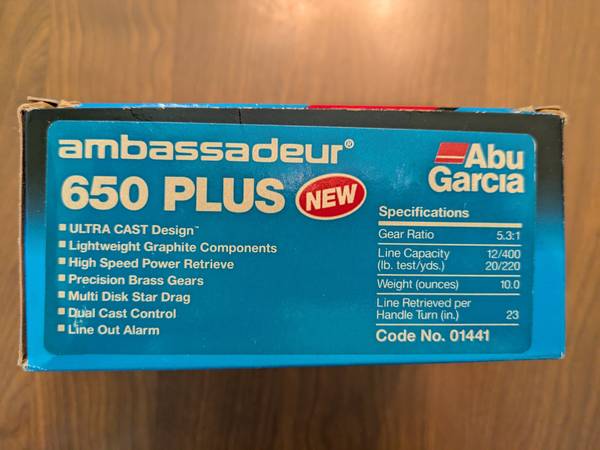 ambassadeur®
650 PLUS NEW
Abu
Garcia
■ ULTRA CAST Design™
■ Lightweight Graphite Components
■ High Speed Power Retrieve
■ Precision Brass Gears
■ Multi Disk Star Drag
■ Dual Cast Control
■ Line Out Alarm
Specifications
Gear Ratio 5.3:1
Line Capacity 12/400
(lb. test/yds.) 20/220
Weight (ounces) 10.0
Line Retrieved per
Handle Turn (in.) 23
Code No. 01441